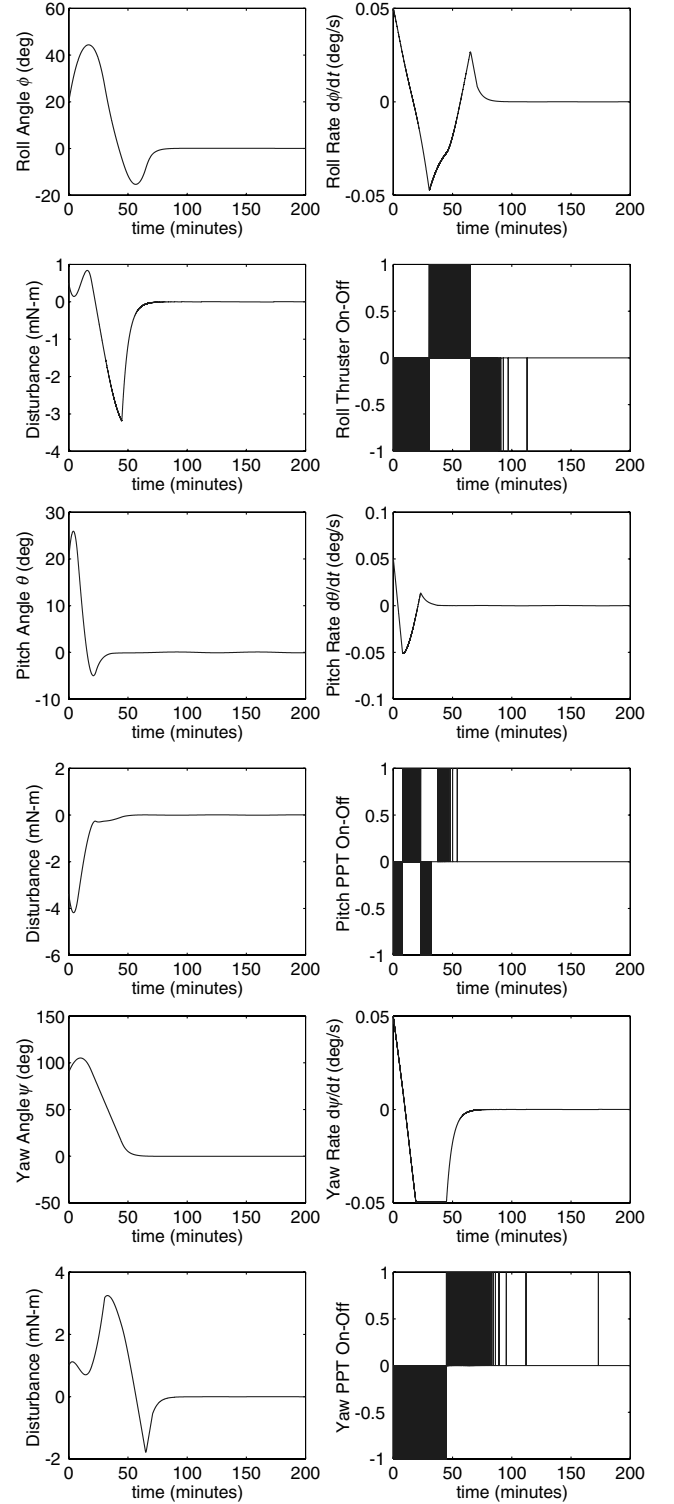 60
40
20
0
-20
Roll Angle ϕ (deg)
0 50 100 150 200
time (minutes)
0.05
0
-0.05
Roll Rate dϕ/dt (deg/s)
0 50 100 150 200
time (minutes)
1
0
-1
-2
-3
-4
Disturbance (mN-m)
0 50 100 150 200
time (minutes)
1
0.5
0
-0.5
-1
Roll Thruster On-Off
0 50 100 150 200
time (minutes)
30
20
10
0
-10
Pitch Angle θ (deg)
0 50 100 150 200
time (minutes)
0.1
0.05
0
-0.05
-0.1
Pitch Rate dθ/dt (deg/s)
0 50 100 150 200
time (minutes)
2
0
-2
-4
-6
Disturbance (mN-m)
0 50 100 150 200
time (minutes)
1
0.5
0
-0.5
-1
Pitch PPT On-Off
0 50 100 150 200
time (minutes)
150
100
50
0
-50
Yaw Angle ψ (deg)
0 50 100 150 200
time (minutes)
0.05
0
-0.05
Yaw Rate dψ/dt (deg/s)
0 50 100 150 200
time (minutes)
4
2
0
-2
Disturbance (mN-m)
0 50 100 150 200
time (minutes)
1
0.5
0
-0.5
-1
Yaw PPT On-Off
0 50 100 150 200
time (minutes)